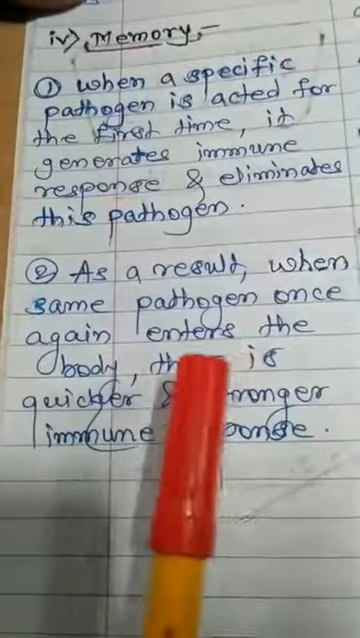 iv) Memory,-
① when a specific
pathogen is acted for
the first time, it
generates immune
response & eliminates
this pathogen.
② As a result, when
same pathogen once
again enters the
body, is
quicker &
immune